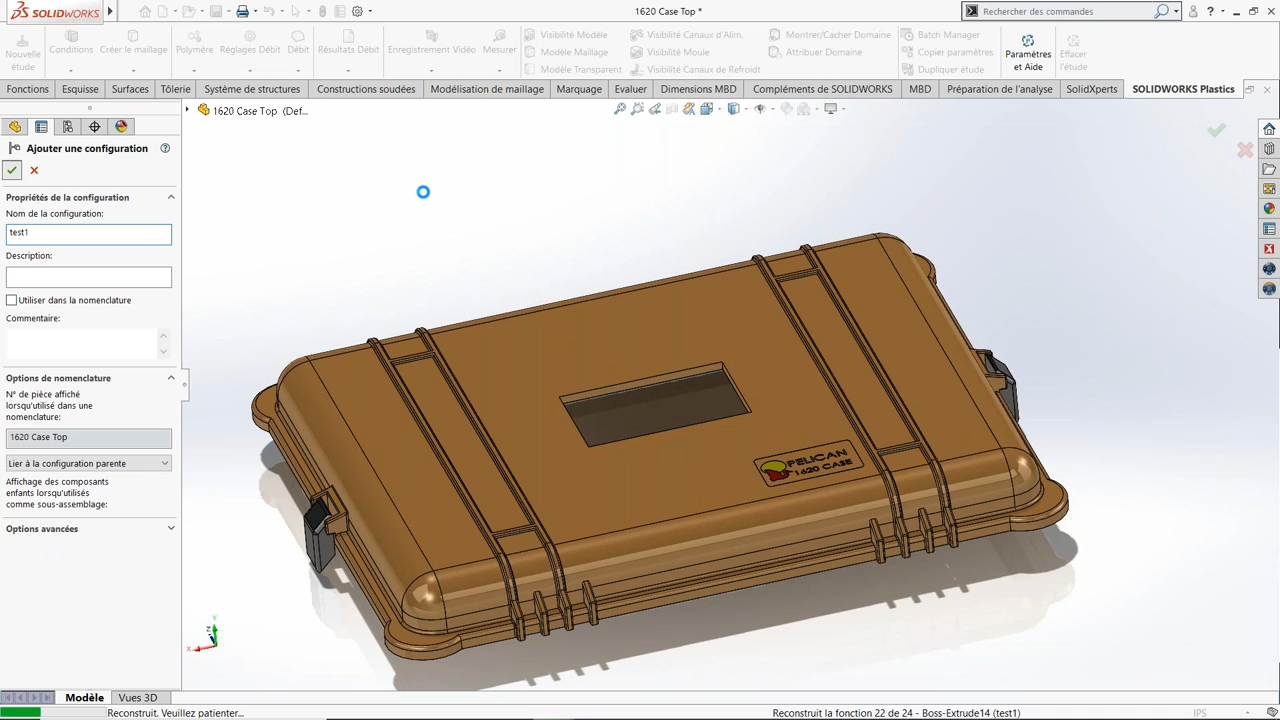 SOLIDWORKS
1620 Case Top *
Rechercher des commandes
Nouvelle étude
Conditions
Créer le maillage
Polymère
Réglages Débit
Débit
Résultats Débit
Enregistrement Vidéo
Mesurer
Visibilité Modèle
Modèle Maillage
Modèle Transparent
Visibilité Canaux d'Alim.
Visibilité Moule
Visibilité Canaux de Refroidt
Montrer/Cacher Domaine
Attribuer Domaine
Batch Manager
Copier paramètres
Dupliquer étude
Paramètres et Aide
Effacer l'étude
Fonctions
Esquisse
Surfaces
Tôlerie
Système de structures
Constructions soudées
Modélisation de maillage
Marquage
Evaluer
Dimensions MBD
Compléments de SOLIDWORKS
MBD
Préparation de l'analyse
SolidXperts
SOLIDWORKS Plastics
1620 Case Top (Def...
Ajouter une configuration
Propriétés de la configuration
Nom de la configuration:
test1
Description:
Utiliser dans la nomenclature
Commentaire:
Options de nomenclature
N° de pièce affiché
lorsqu'utilisé dans une
nomenclature:
1620 Case Top
Lier à la configuration parente
Affichage des composants
enfants lorsqu'utilisés
comme sous-assemblage:
Options avancées
PELICAN
1620 CASE
Y
Z
X
Modèle
Vues 3D
Reconstruit. Veuillez patienter...
Reconstruit la fonction 22 de 24 - Boss-Extrude14 (test1)
IPS